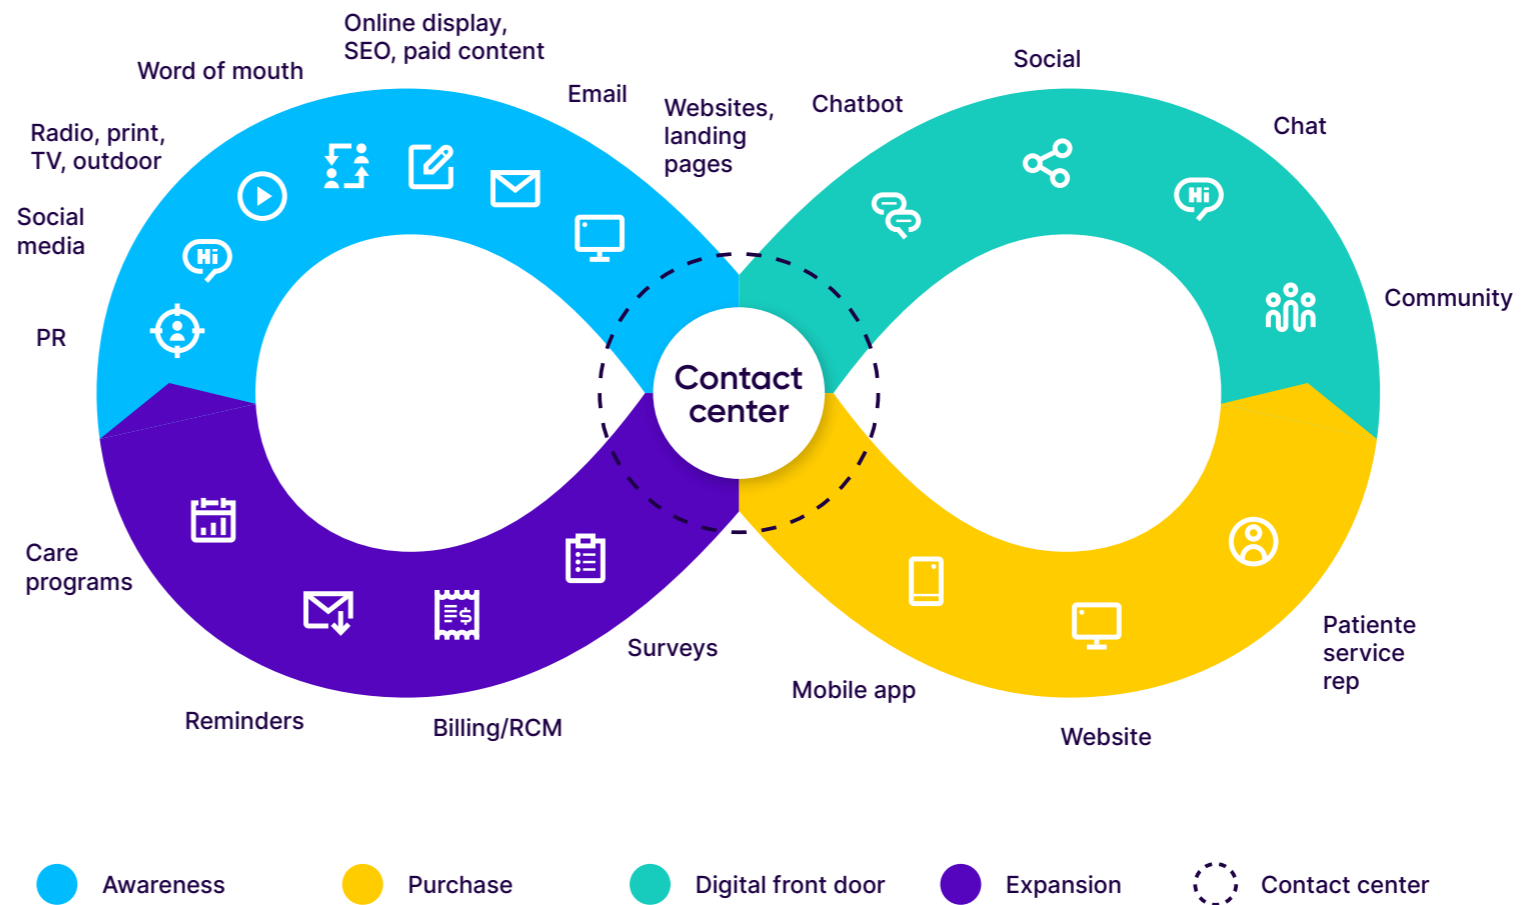 Online display,
SEO, paid content
Word of mouth
Email
Radio, print,
TV, outdoor
Websites,
landing
pages
Social
media
PR
Chatbot
Social
Chat
Community
Hi
Hi
Contact
center
Care
programs
Reminders
$
Billing/RCM
Surveys
Mobile app
Website
Patiente
service
rep
Awareness
Purchase
Digital front door
Expansion
Contact center